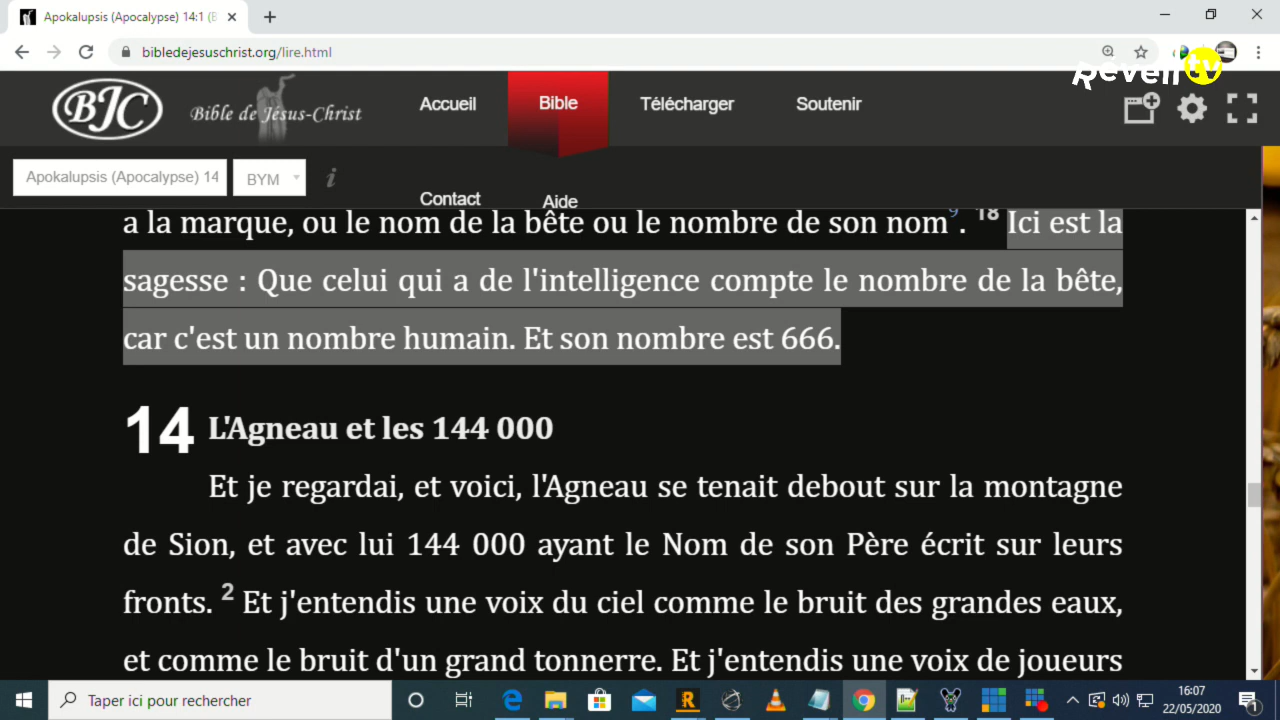 Apokalupsis (Apocalypse) 14:1 (B
bibledejesuschrist.org/lire.html
Réveil tv
BJC Bible de Jésus-Christ Accueil Bible Télécharger Soutenir
Apokalupsis (Apocalypse) 14 BYM i
Contact Aide
a la marque, ou le nom de la bête ou le nombre de son nom 9. 18 Ici est la
sagesse : Que celui qui a de l'intelligence compte le nombre de la bête,
car c'est un nombre humain. Et son nombre est 666.
14 L'Agneau et les 144 000
Et je regardai, et voici, l'Agneau se tenait debout sur la montagne
de Sion, et avec lui 144 000 ayant le Nom de son Père écrit sur leurs
fronts. 2 Et j'entendis une voix du ciel comme le bruit des grandes eaux,
et comme le bruit d'un grand tonnerre. Et j'entendis une voix de joueurs
Taper ici pour rechercher
16:07
22/05/2020
1